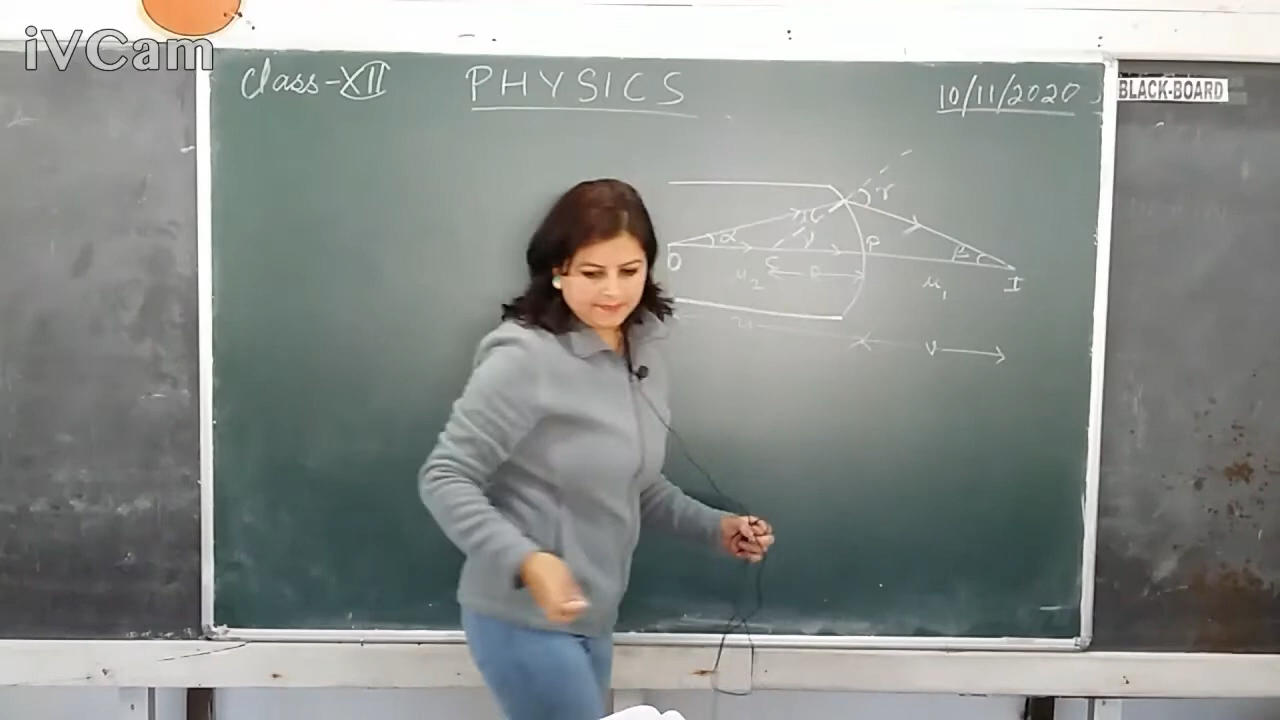 iVCam
Class-XII
PHYSICS
10/11/2020
BLACK-BOARD
i
r
α
γ
β
O
C
P
I
R
μ2
μ1
u
v